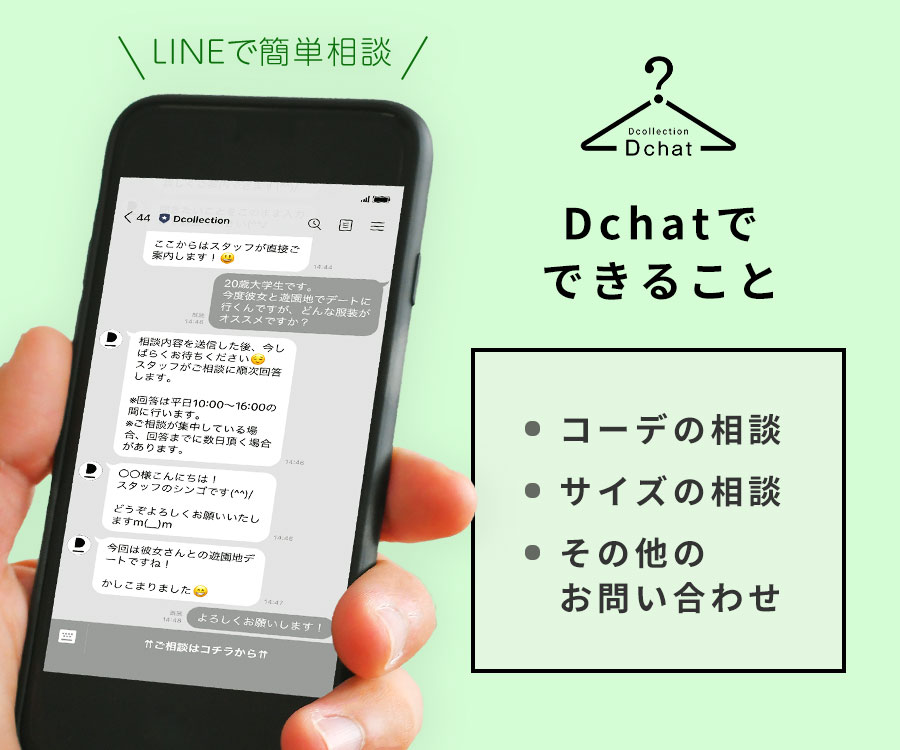 LINEで簡単相談
Dcollection
Dchat
Dchatで
できること
コーデの相談
サイズの相談
その他の
お問い合わせ
44 Dcollection
ここからはスタッフが直接ご
案内します！
14:44
20歳大学生です。
今度彼女と遊園地でデートに
行くんですが、どんな服装が
オススメですか？
既読
14:46
相談内容を送信した後、今し
ばらくお待ちください
スタッフがご相談に順次回答
します。
※回答は平日10:00〜16:00の
間に行います。
※ご相談が集中している場
合、回答までに数日頂く場合
があります。
14:46
〇〇様こんにちは！
スタッフのシンゴです(^^)/
どうぞよろしくお願いいたし
ますm(__)m
14:46
今回は彼女さんとの遊園地デ
ートですね！
かしこまりました
14:47
既読
14:48
よろしくお願いします！
⇈ご相談はコチラから⇈